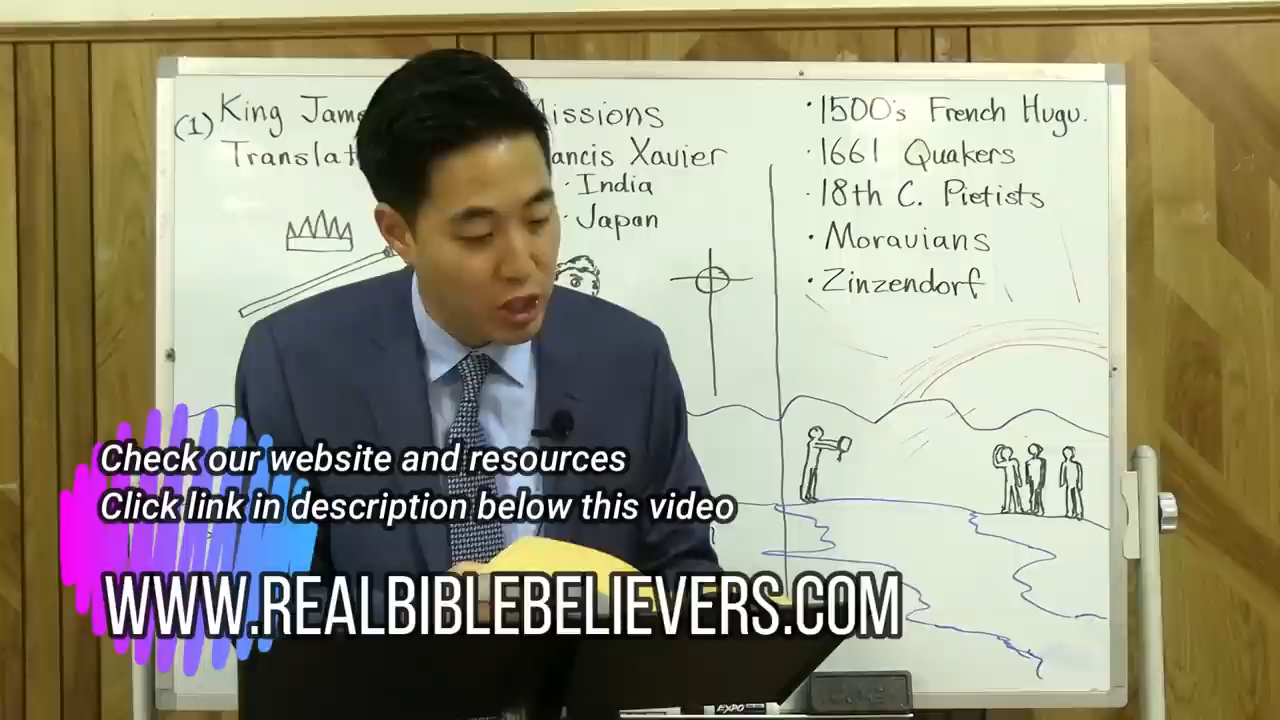 (1) King Jam
Translat
Missions
ancis Xavier
· India
· Japan
· 1500's French Hugu.
· 1661 Quakers
· 18th C. Pietists
· Moravians
· Zinzendorf
Check our website and resources
Click link in description below this video
WWW.REALBIBLEBELIEVERS.COM
EXPO